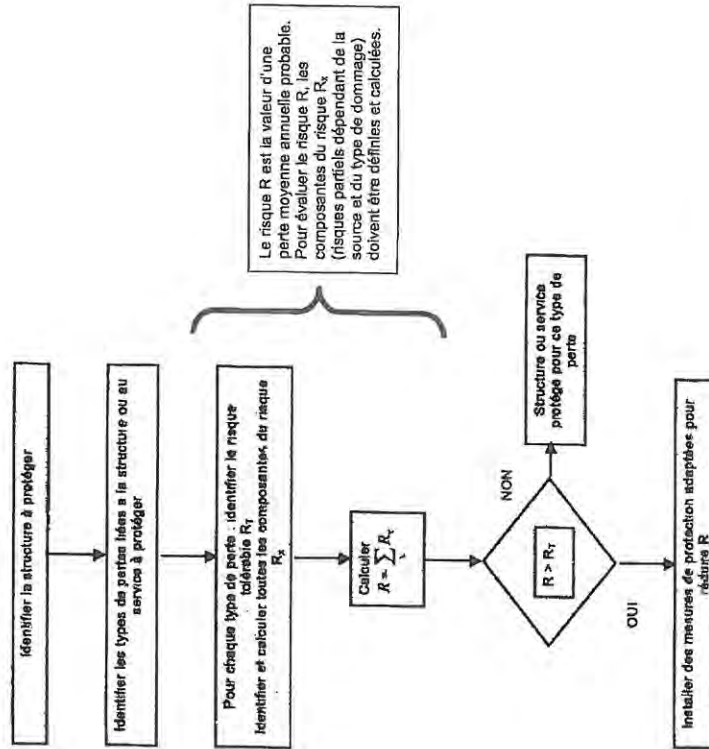 Identifier la structure à protéger
Identifier les types de pertes liées a la structure ou au
service à protéger
Pour chaque type de perte : identifier le risque
tolérable R_T
Identifier et calculer toutes les composantes du risque
R_x
Le risque R est la valeur d'une
perte moyenne annuelle probable.
Pour évaluer le risque R, les
composantes du risque R_x
(risques partiels dépendant de la
source et du type de dommage)
doivent être définies et calculées.
Calculer
R = ∑ R_x
x
R > R_T
NON
Structure ou service
protégé pour ce type de
perte
OUI
Installer des mesures de protection adaptées pour
réduire R